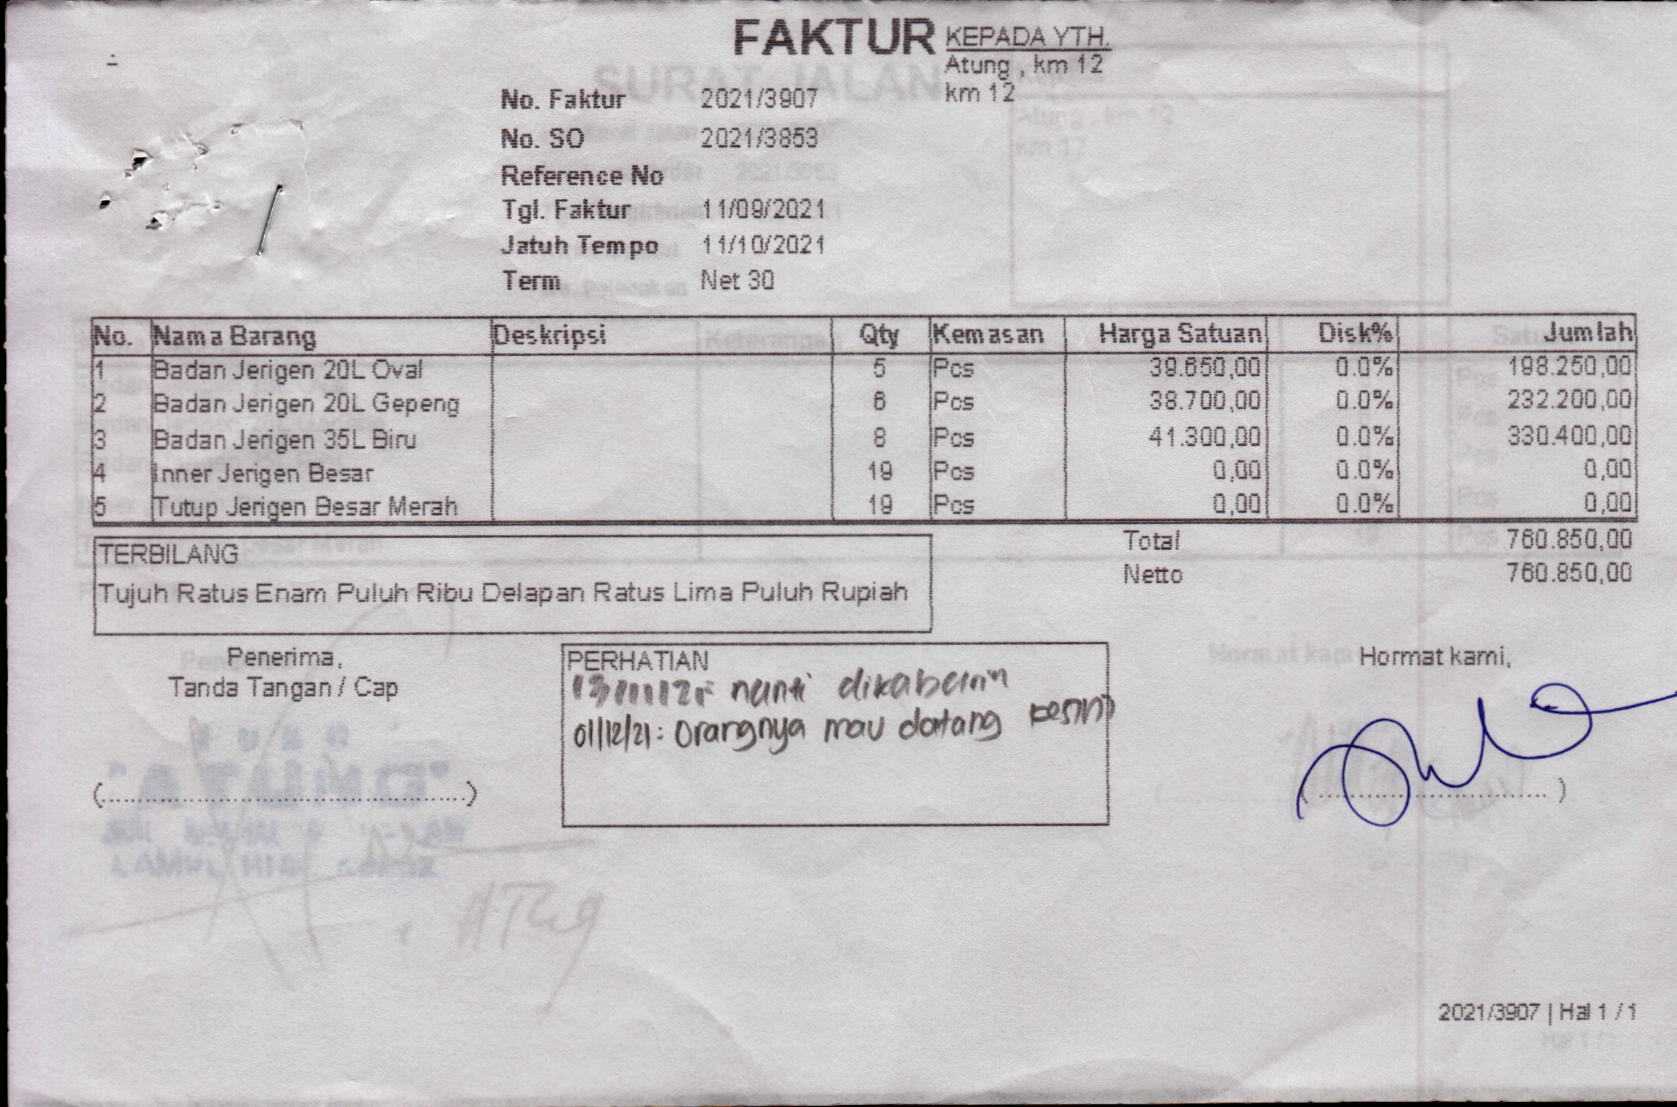 FAKTUR
KEPADA YTH.
Atung , km 12
km 12
No. Faktur 2021/3907
No. SO 2021/3853
Reference No
Tgl. Faktur 11/09/2021
Jatuh Tempo 11/10/2021
Term Net 30
No. Nama Barang Deskripsi Qty Kemasan Harga Satuan Disk% Jumlah
1 Badan Jerigen 20L Oval 5 Pcs 39.650,00 0.0% 198.250,00
2 Badan Jerigen 20L Gepeng 6 Pcs 38.700,00 0.0% 232.200,00
3 Badan Jerigen 35L Biru 8 Pcs 41.300,00 0.0% 330.400,00
4 Inner Jerigen Besar 19 Pcs 0,00 0.0% 0,00
5 Tutup Jerigen Besar Merah 19 Pcs 0,00 0.0% 0,00
Total 760.850,00
Netto 760.850,00
TERBILANG
Tujuh Ratus Enam Puluh Ribu Delapan Ratus Lima Puluh Rupiah
Penerima,
Tanda Tangan / Cap
(........................................)
PERHATIAN
nanti dikabarin
01/12/21: Orangnya mau datang kesini
Hormat kami,
2021/3907 | Hal 1 / 1